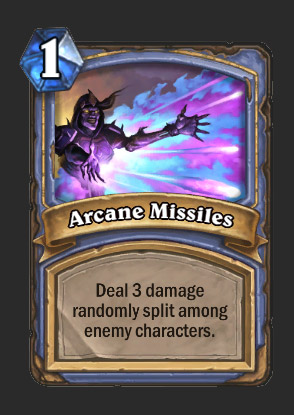 1
Arcane Missiles
Deal 3 damage
randomly split among
enemy characters.